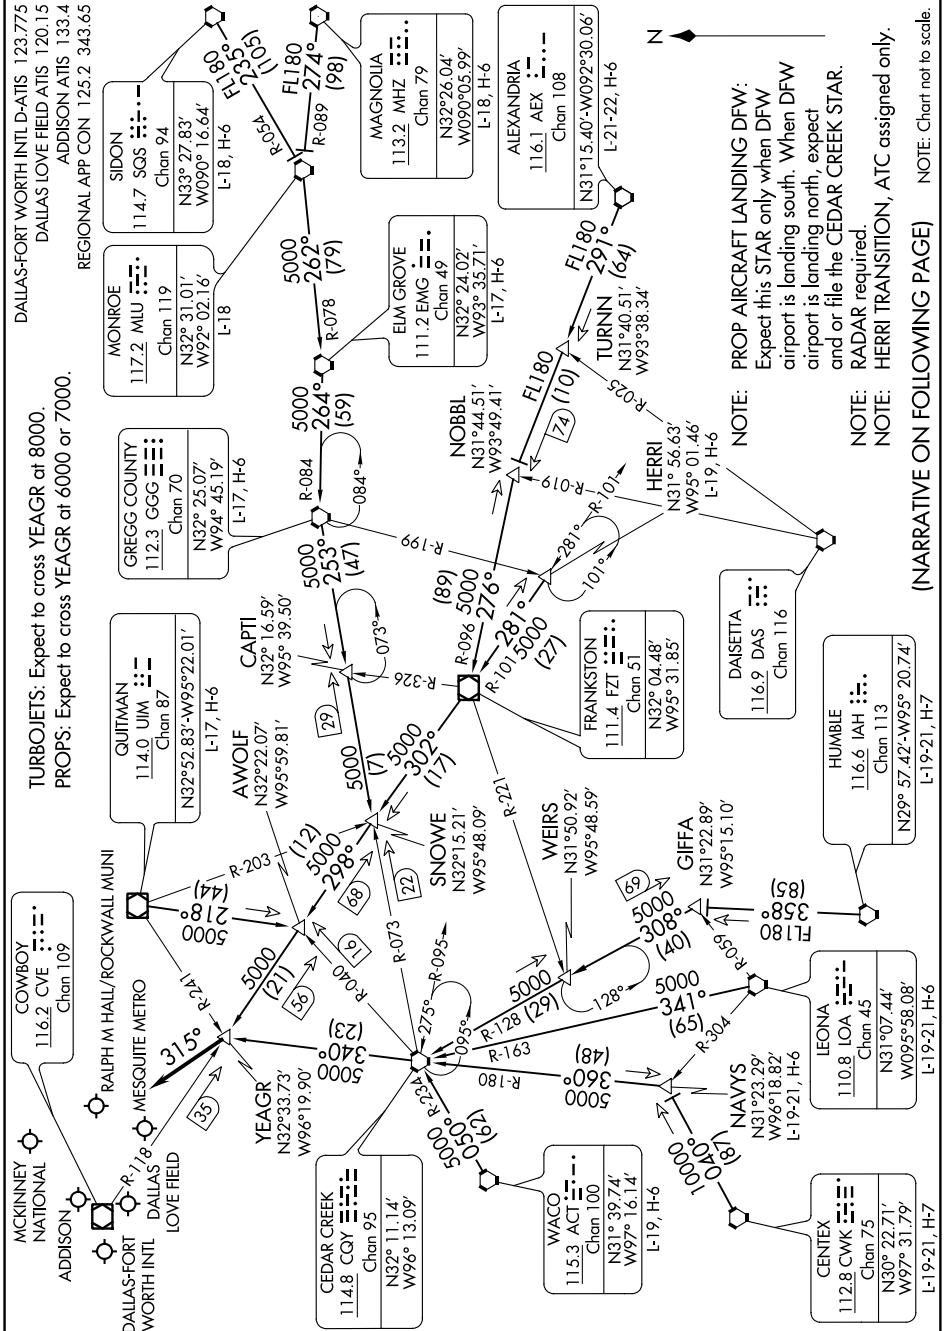 DALLAS-FORT WORTH INTL D-ATIS 123.775
DALLAS LOVE FIELD ATIS 120.15
ADDISON ATIS 133.4
REGIONAL APP CON 125.2 343.65
TURBOJETS: Expect to cross YEAGR at 8000.
PROPS: Expect to cross YEAGR at 6000 or 7000.
MCKINNEY
NATIONAL
ADDISON
DALLAS-FORT
WORTH INTL
DALLAS
LOVE FIELD
MESQUITE METRO
RALPH M HALL/ROCKWALL MUNI
COWBOY
116.2 CVE
Chan 109
R-118
35
315°
R-241
YEAGR
N32°33.73'
W96°19.90'
QUITMAN
114.0 UIM
Chan 87
N32°52.83'-W95°22.01'
L-17, H-6
5000
218°
(44)
R-203
AWOLF
N32°22.07'
W95°59.81'
5000
(21)
56
16
R-040
5000
298°
(12)
68
22
R-073
SNOWE
N32°15.21'
W95°48.09'
CAPTI
N32° 16.59'
W95° 39.50'
29
5000
(7)
073°
R-326
5000
302°
(17)
GREGG COUNTY
112.3 GGG
Chan 70
N32° 25.07'
W94° 45.19'
L-17, H-6
5000
253°
(47)
R-084
084°
R-199
5000
264°
(59)
ELM GROVE
111.2 EMG
Chan 49
N32° 24.02'
W93° 35.71'
L-17, H-6
R-078
5000
262°
(79)
MONROE
117.2 MLU
Chan 119
N32° 31.01'
W92° 02.16'
L-18
SIDON
114.7 SQS
Chan 94
N33° 27.83'
W090° 16.64'
L-18, H-6
FL180
235°
(105)
R-054
FL180
274°
(98)
R-089
MAGNOLIA
113.2 MHZ
Chan 79
N32°26.04'
W090°05.99'
L-18, H-6
ALEXANDRIA
116.1 AEX
Chan 108
N31°15.40'-W092°30.06'
L-21-22, H-6
FL180
291°
(64)
TURNN
N31°40.51'
W93°38.34'
FL180
(10)
74
R-025
NOBBL
N31°44.51'
W93°49.41'
R-019
R-096
5000
276°
(89)
R-101
281°
5000
(27)
281°
101°
R-101
HERRI
N31° 56.63'
W95° 01.46'
L-19, H-6
FRANKSTON
111.4 FZT
Chan 51
N32° 04.48'
W95° 31.85'
R-221
DAISETTA
116.9 DAS
Chan 116
WEIRS
N31°50.92'
W95°48.59'
R-128
5000
(29)
128°
5000
308°
(40)
69
GIFFA
N31°22.89'
W95°15.10'
R-059
FL180
358°
(85)
HUMBLE
116.6 IAH
Chan 113
N29° 57.42'-W95° 20.74'
L-19-21, H-7
5000
340°
(23)
275°
095°
R-095
CEDAR CREEK
114.8 CQY
Chan 95
N32° 11.14'
W96° 13.09'
R-234
5000
050°
(62)
R-180
5000
360°
(48)
R-163
5000
341°
(65)
R-304
LEONA
110.8 LOA
Chan 45
N31°07.44'
W095°58.08'
L-19-21, H-6
NAVYS
N31°23.29'
W96°18.82'
L-19-21, H-6
10000
040°
(87)
WACO
115.3 ACT
Chan 100
N31° 39.74'
W97° 16.14'
L-19, H-6
CENTEX
112.8 CWK
Chan 75
N30° 22.71'
W97° 31.79'
L-19-21, H-7
N
NOTE: PROP AIRCRAFT LANDING DFW:
Expect this STAR only when DFW
airport is landing south. When DFW
airport is landing north, expect
and or file the CEDAR CREEK STAR.
NOTE: RADAR required.
NOTE: HERRI TRANSITION, ATC assigned only.
(NARRATIVE ON FOLLOWING PAGE)
NOTE: Chart not to scale.